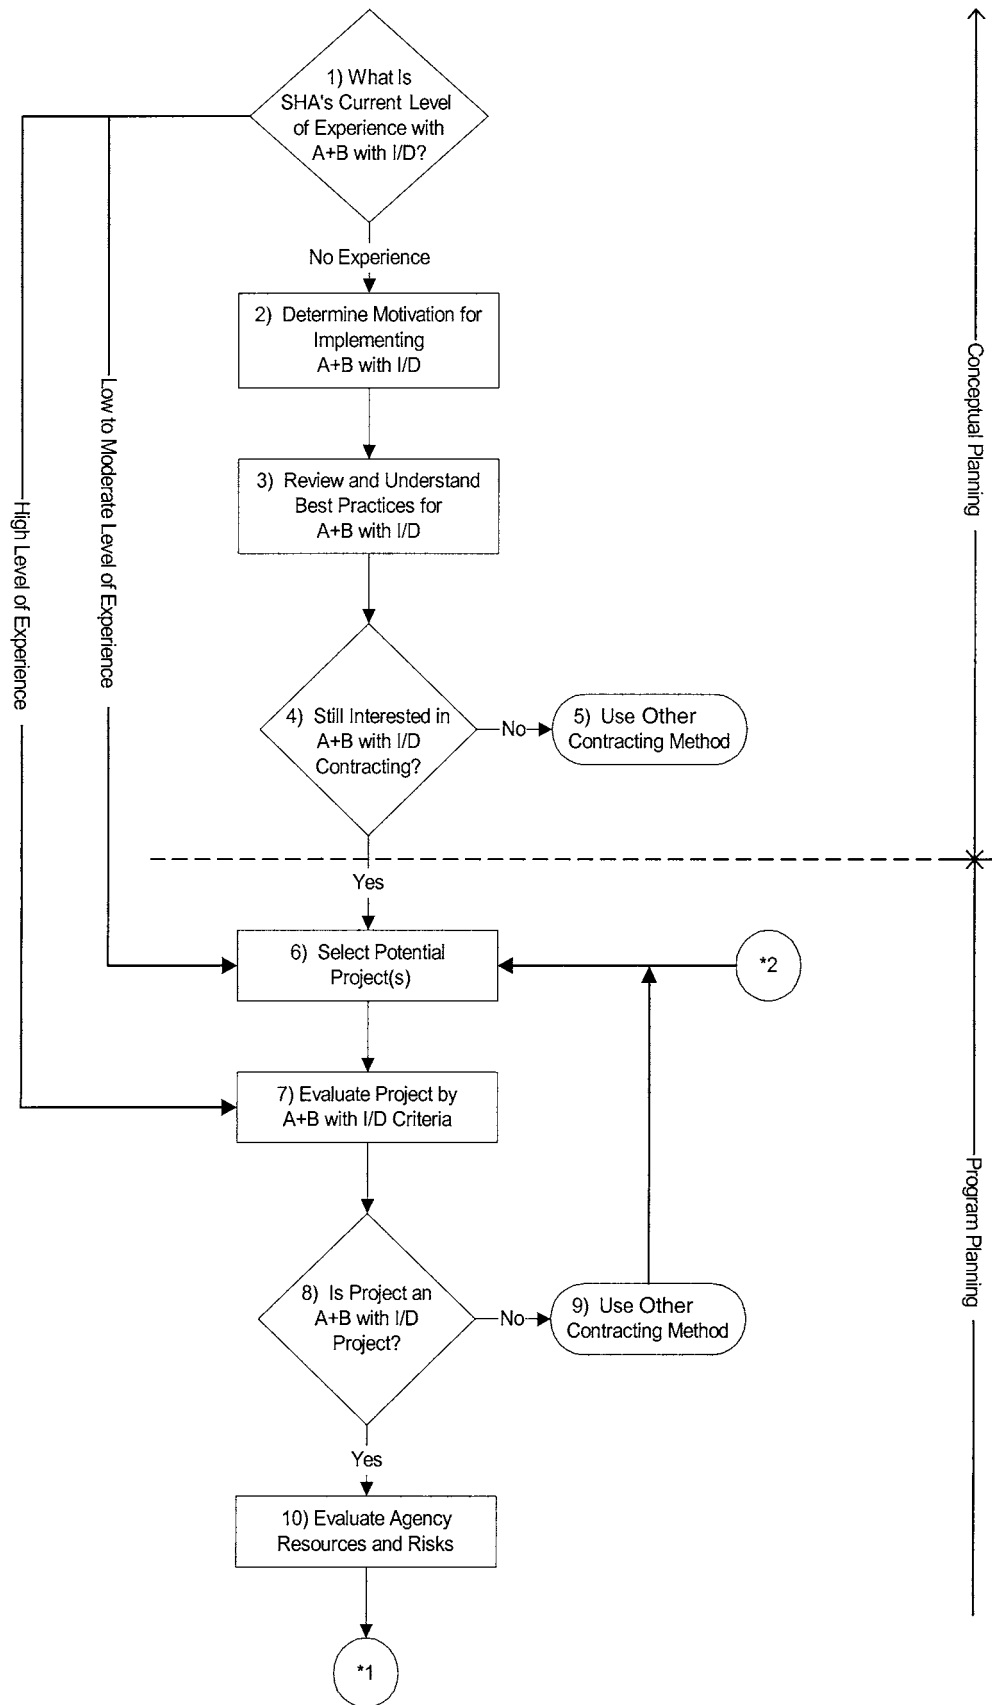 1) What Is
SHA's Current Level
of Experience with
A+B with I/D?
No Experience
2) Determine Motivation for
Implementing
A+B with I/D
3) Review and Understand
Best Practices for
A+B with I/D
Low to Moderate Level of Experience
High Level of Experience
Conceptual Planning
4) Still Interested in
A+B with I/D
Contracting?
No
5) Use Other
Contracting Method
Yes
6) Select Potential
Project(s)
*2
7) Evaluate Project by
A+B with I/D Criteria
Program Planning
8) Is Project an
A+B with I/D
Project?
No
9) Use Other
Contracting Method
Yes
10) Evaluate Agency
Resources and Risks
*1